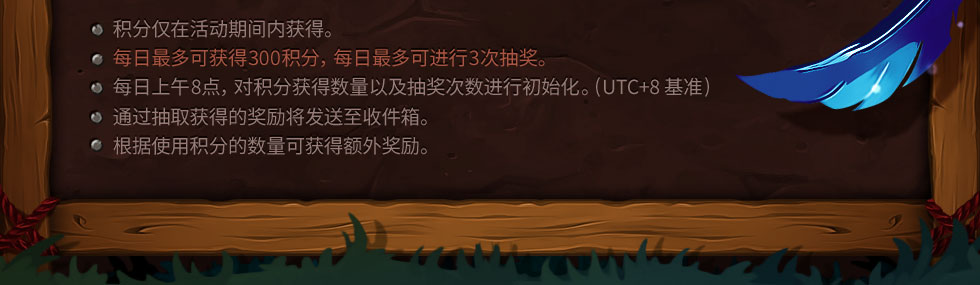 积分仅在活动期间内获得。
每日最多可获得300积分，每日最多可进行3次抽奖。
每日上午8点，对积分获得数量以及抽奖次数进行初始化。（UTC+8 基准）
通过抽取获得的奖励将发送至收件箱。
根据使用积分的数量可获得额外奖励。